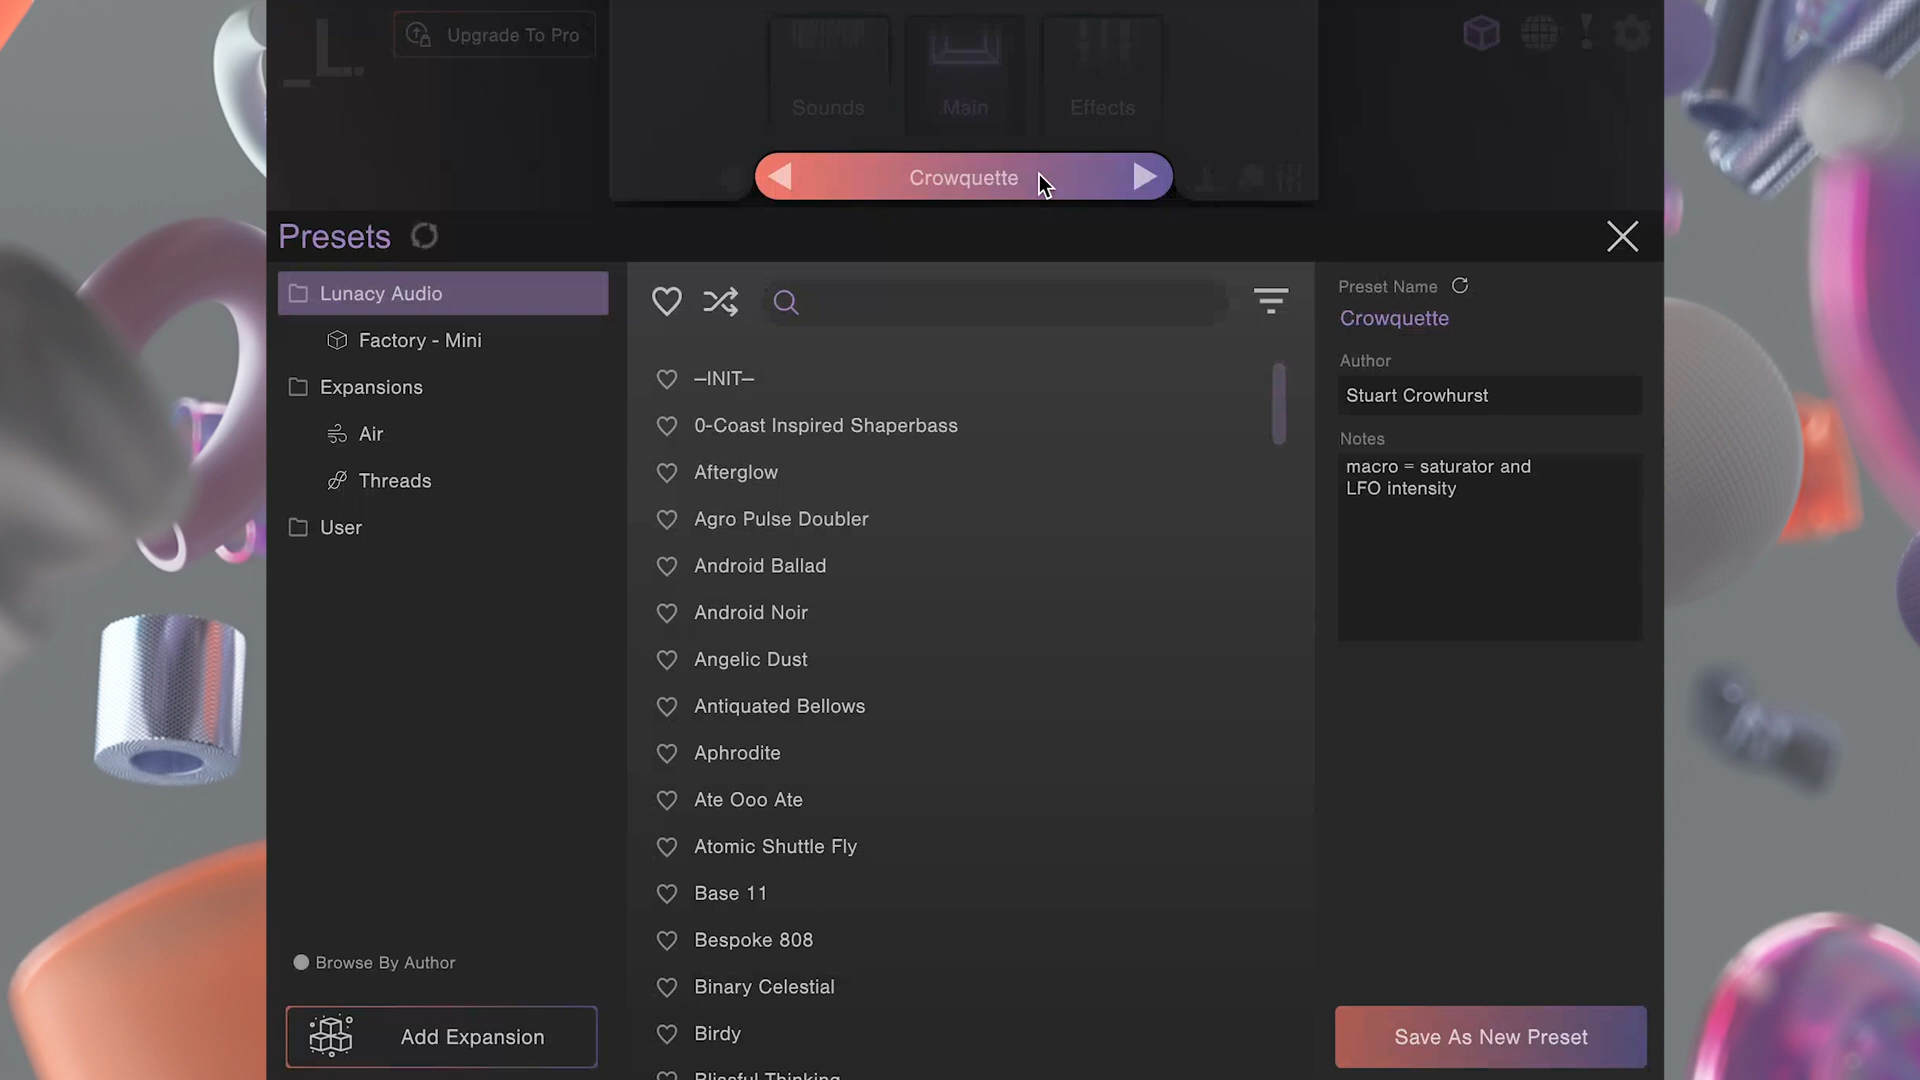 _L.
Upgrade To Pro
Sounds
Main
Effects
Crowquette
Presets
Lunacy Audio
Factory - Mini
Expansions
Air
Threads
User
Browse By Author
Add Expansion
—INIT—
0-Coast Inspired Shaperbass
Afterglow
Agro Pulse Doubler
Android Ballad
Android Noir
Angelic Dust
Antiquated Bellows
Aphrodite
Ate Ooo Ate
Atomic Shuttle Fly
Base 11
Bespoke 808
Binary Celestial
Birdy
Blissful Thinking
Preset Name
Crowquette
Author
Stuart Crowhurst
Notes
macro = saturator and
LFO intensity
Save As New Preset